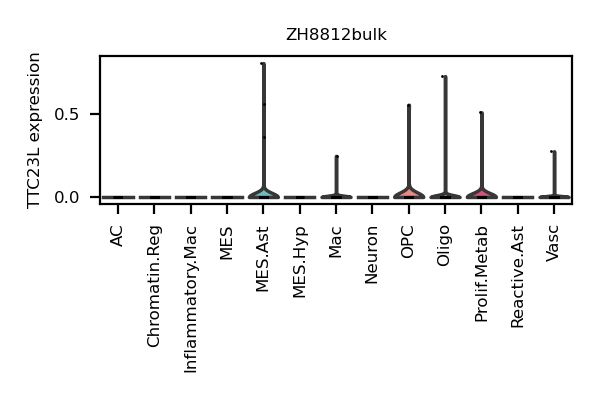 ZH8812bulk
TTC23L expression
0.5
0.0
AC
Chromatin.Reg
Inflammatory.Mac
MES
MES.Ast
MES.Hyp
Mac
Neuron
OPC
Oligo
Prolif.Metab
Reactive.Ast
Vasc